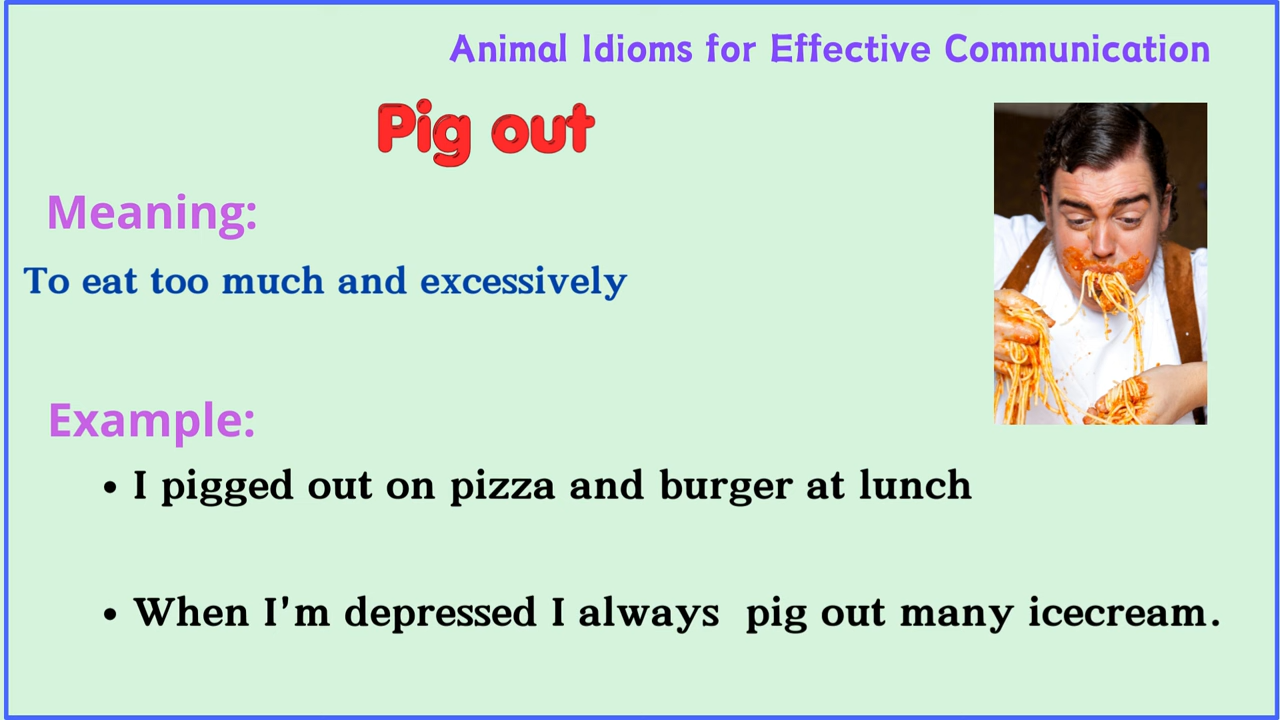 Animal Idioms for Effective Communication
Pig out
Meaning:
To eat too much and excessively
Example:
• I pigged out on pizza and burger at lunch
• When I'm depressed I always  pig out many icecream.